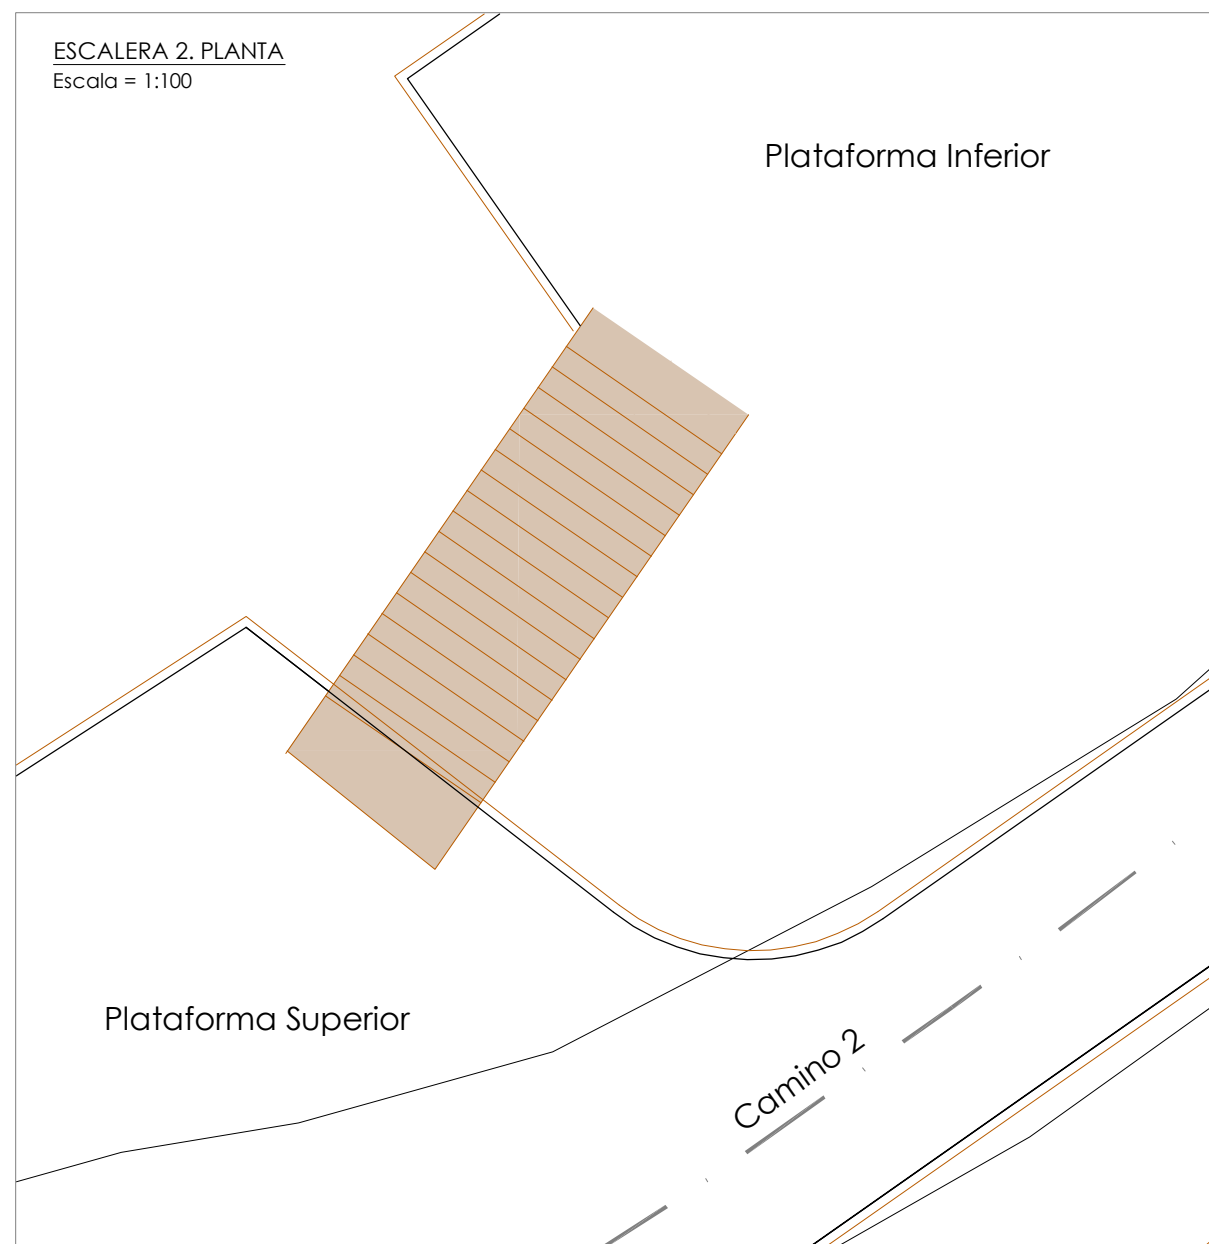 ESCALERA 2. PLANTA
Escala = 1:100
Plataforma Inferior
Plataforma Superior
Camino 2